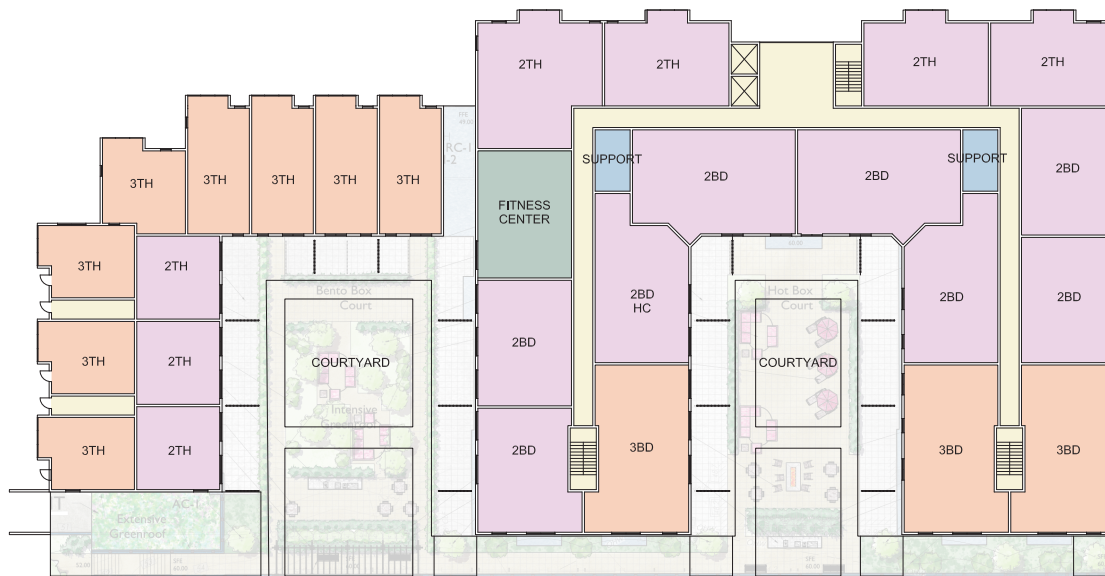 2TH
2TH
2TH
2TH
3TH
3TH
3TH
3TH
3TH
SUPPORT
2BD
2BD
SUPPORT
2BD
FITNESS
CENTER
3TH
2TH
Bento Box
Court
2BD
HC
Hot Box
Court
2BD
2BD
3TH
2TH
COURTYARD
2BD
COURTYARD
Intensive
Greenroof
3TH
2TH
2BD
3BD
3BD
3BD
AC-1
Extensive
Greenroof